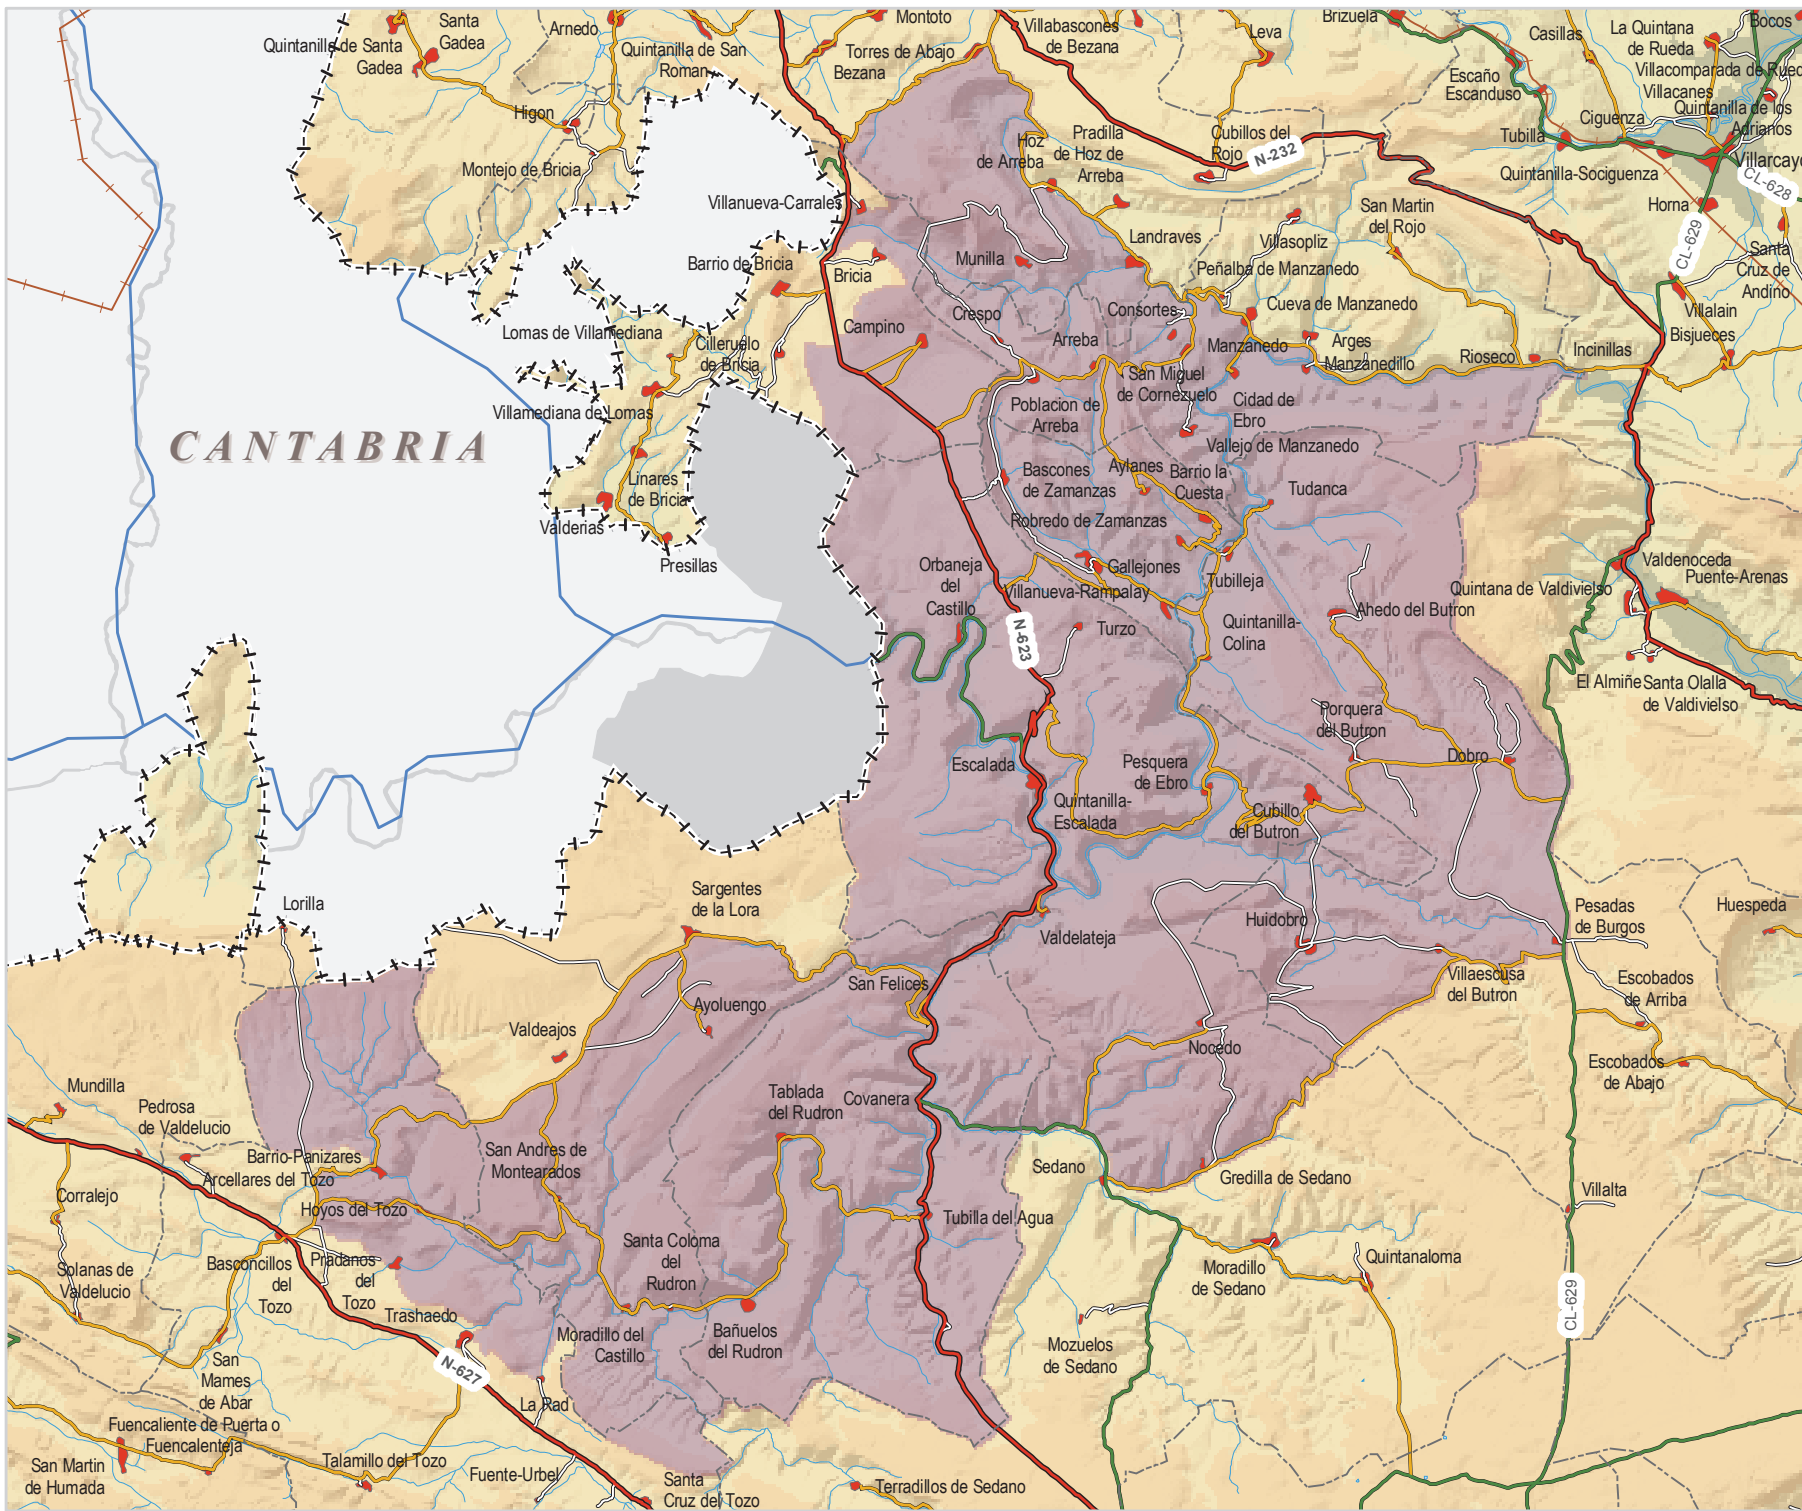 Santa
Gadea
Quintanilla de Santa
Gadea
Arnedo
Quintanilla de San
Roman
Higon
Montejo de Bricia
Montoto
Torres de Abajo
Bezana
Villabascones
de Bezana
Leva
Brizuela
Casillas
La Quintana
de Rueda
Bocos
Villacomparada de Rued
Escaño
Escanduso
Villacanes
Quintanilla de los
Adrianos
Ciguenza
Tubilla
Villarcayo
CL-628
Quintanilla-Sociguenza
Horna
CL-629
Santa
Cruz de
Andino
Villalain
Bisjueces
Hoz
de Arreba
Pradilla
de Hoz de
Arreba
Cubillos del
Rojo
N-232
San Martin
del Rojo
Villanueva-Carrales
Landraves
Villasopliz
Munilla
Peñalba de Manzanedo
Barrio de Bricia
Bricia
Cueva de Manzanedo
Consortes
Crespo
Campino
Arreba
Manzanedo
Arges
Manzanedillo
Rioseco
Incinillas
Lomas de Villamediana
Cilleruelo
de Bricia
San Miguel
de Cornezuelo
Poblacion de
Arreba
Cidad de
Ebro
Villamediana de Lomas
Vallejo de Manzanedo
CANTABRIA
Linares
de Bricia
Bascones
de Zamanzas
Aylanes
Barrio la
Cuesta
Tudanca
Valderias
Robredo de Zamanzas
Presillas
Orbaneja
del
Castillo
Gallejones
Villanueva-Rampalay
Tubilleja
Quintana de Valdivielso
Valdenoceda
Puente-Arenas
Ahedo del Butron
N-623
Turzo
Quintanilla-
Colina
El Almiñe
Santa Olalla
de Valdivielso
Porquera
del Butron
Dobro
Escalada
Pesquera
de Ebro
Quintanilla-
Escalada
Cubillo
del Butron
Sargentes
de la Lora
Lorilla
Valdelateja
Huidobro
Pesadas
de Burgos
Huespeda
San Felices
Villaescusa
del Butron
Escobados
de Arriba
Ayoluengo
Valdeajos
Nocedo
Escobados
de Abajo
Mundilla
Pedrosa
de Valdelucio
Tablada
del Rudron
Covanera
Barrio-Panizares
San Andres de
Montearados
Arcellares del Tozo
Sedano
Gredilla de Sedano
Corralejo
Hoyos del Tozo
Villalta
Tubilla del Agua
Santa Coloma
del
Rudron
Solanas de
Valdelucio
Basconcillos
del
Tozo
Pradanos
del
Tozo
Moradillo
de Sedano
Quintanaloma
CL-629
Trashaedo
Moradillo del
Castillo
Bañuelos
del Rudron
Mozuelos
de Sedano
San
Mames
de Abar
N-627
La Rad
Fuencaliente de Puerta o
Fuencalenteja
San Martin
de Humada
Talamillo del Tozo
Fuente-Urbel
Santa
Cruz del Tozo
Terradillos de Sedano